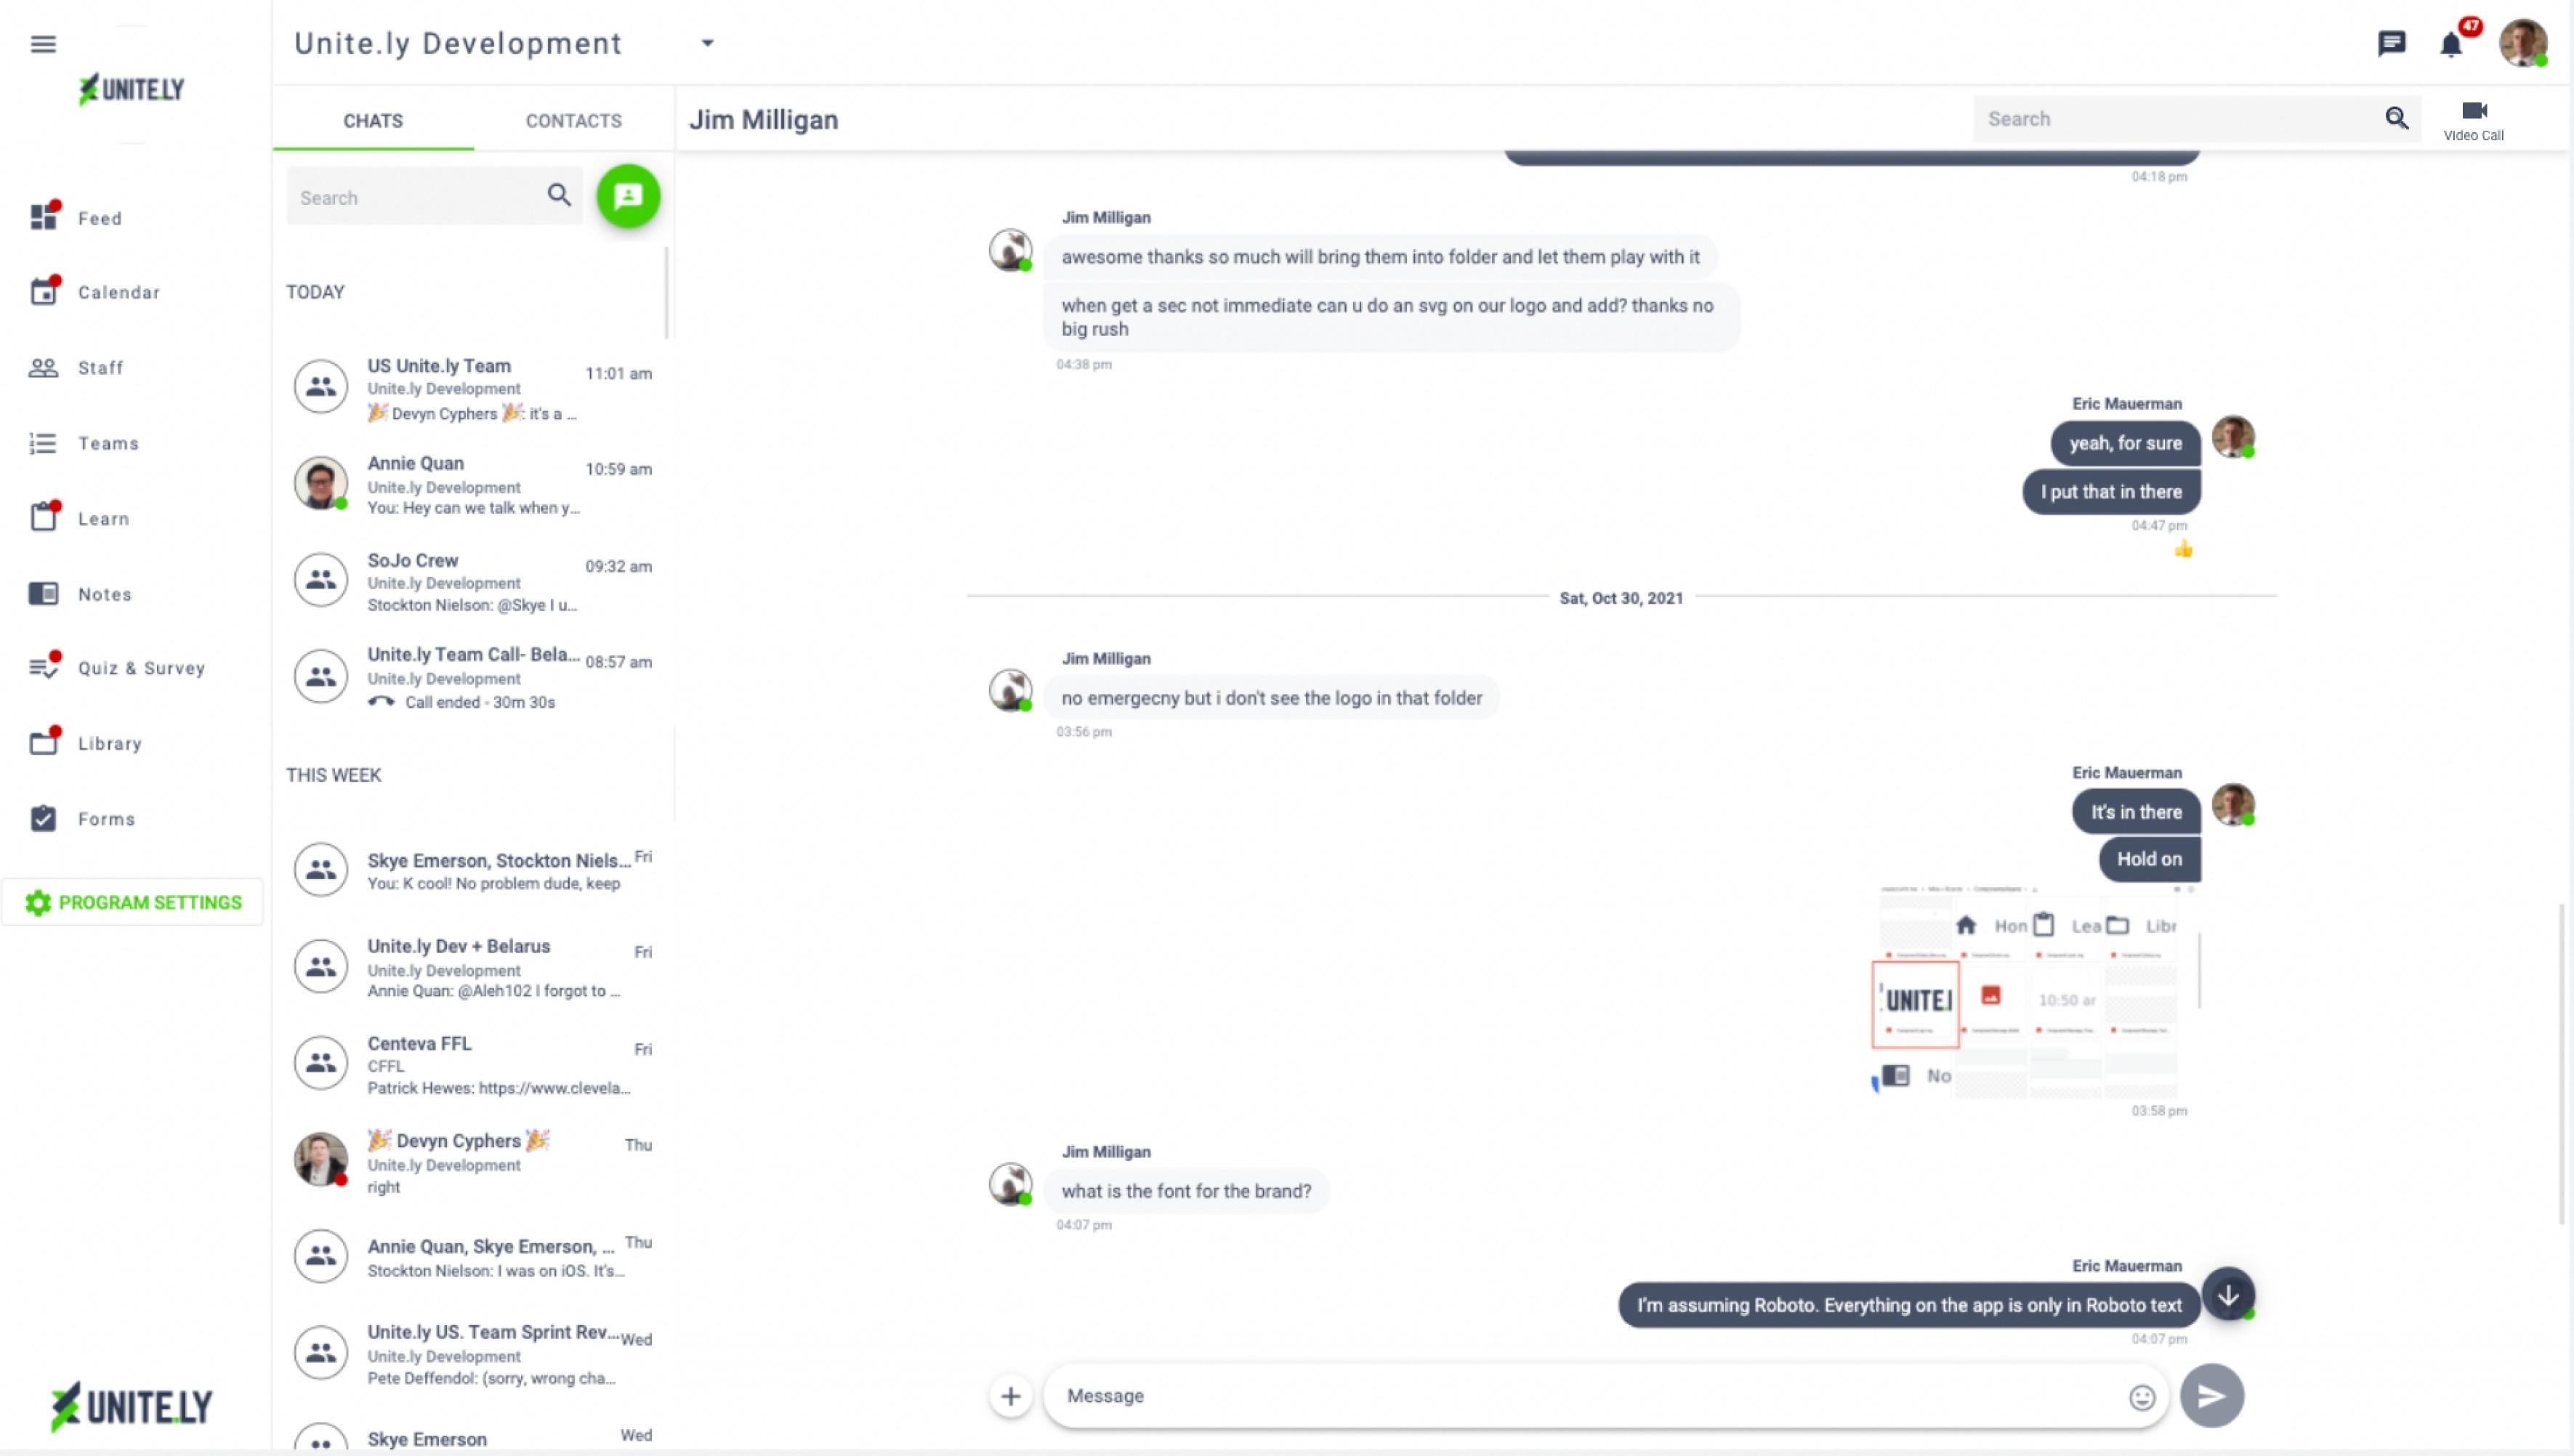 Unite.ly Development
47
UNITE.LY
CHATS
CONTACTS
Jim Milligan
Search
Video Call
Feed
Calendar
Staff
Teams
Learn
Notes
Quiz & Survey
Library
Forms
PROGRAM SETTINGS
UNITE.LY
Search
TODAY
US Unite.ly Team
11:01 am
Unite.ly Development
🎉 Devyn Cyphers 🎉: it's a ...
Annie Quan
10:59 am
Unite.ly Development
You: Hey can we talk when y...
SoJo Crew
09:32 am
Unite.ly Development
Stockton Nielson: @Skye I u...
Unite.ly Team Call- Bela...
08:57 am
Unite.ly Development
Call ended - 30m 30s
THIS WEEK
Skye Emerson, Stockton Niels...
Fri
You: K cool! No problem dude, keep
Unite.ly Dev + Belarus
Fri
Unite.ly Development
Annie Quan: @Aleh102 I forgot to ...
Centeva FFL
Fri
CFFL
Patrick Hewes: https://www.clevela...
🎉 Devyn Cyphers 🎉
Thu
Unite.ly Development
right
Annie Quan, Skye Emerson, ...
Thu
Stockton Nielson: I was on iOS. It's...
Unite.ly US. Team Sprint Rev...
Wed
Unite.ly Development
Pete Deffendol: (sorry, wrong cha...
Skye Emerson
Wed
04:18 pm
Jim Milligan
awesome thanks so much will bring them into folder and let them play with it
when get a sec not immediate can u do an svg on our logo and add? thanks no
big rush
04:38 pm
Eric Mauerman
yeah, for sure
I put that in there
04:47 pm
👍
Sat, Oct 30, 2021
Jim Milligan
no emergecny but i don't see the logo in that folder
03:56 pm
Eric Mauerman
It's in there
Hold on
Hon
Lea
Libr
UNITE.l
10:50 ar
No
03:58 pm
Jim Milligan
what is the font for the brand?
04:07 pm
Eric Mauerman
I'm assuming Roboto. Everything on the app is only in Roboto text
04:07 pm
Message